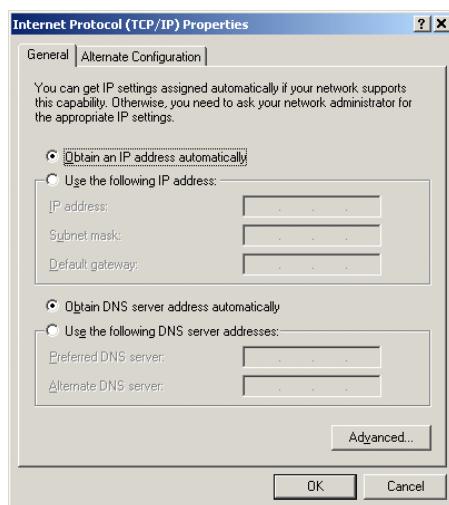 Internet Protocol (TCP/IP) Properties
General
Alternate Configuration
You can get IP settings assigned automatically if your network supports
this capability. Otherwise, you need to ask your network administrator for
the appropriate IP settings.
Obtain an IP address automatically
Use the following IP address:
IP address:
Subnet mask:
Default gateway:
Obtain DNS server address automatically
Use the following DNS server addresses:
Preferred DNS server:
Alternate DNS server:
Advanced...
OK
Cancel